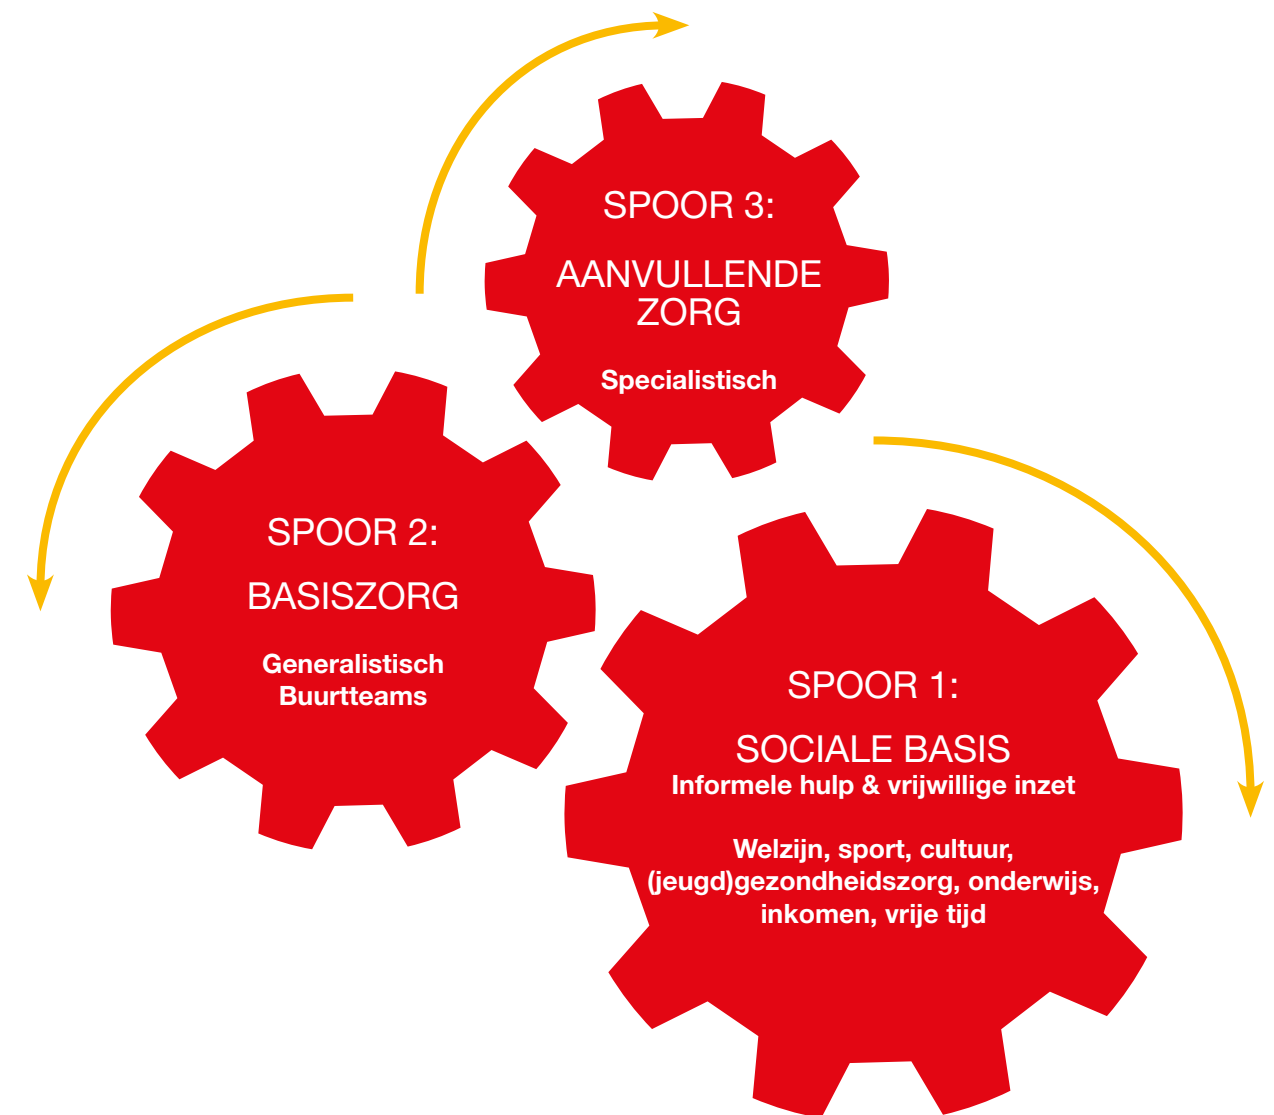 SPOOR 3:
AANVULLENDE
ZORG
Specialistisch
SPOOR 2:
BASISZORG
Generalistisch
Buurtteams
SPOOR 1:
SOCIALE BASIS
Informele hulp & vrijwillige inzet
Welzijn, sport, cultuur,
(jeugd)gezondheidszorg, onderwijs,
inkomen, vrije tijd